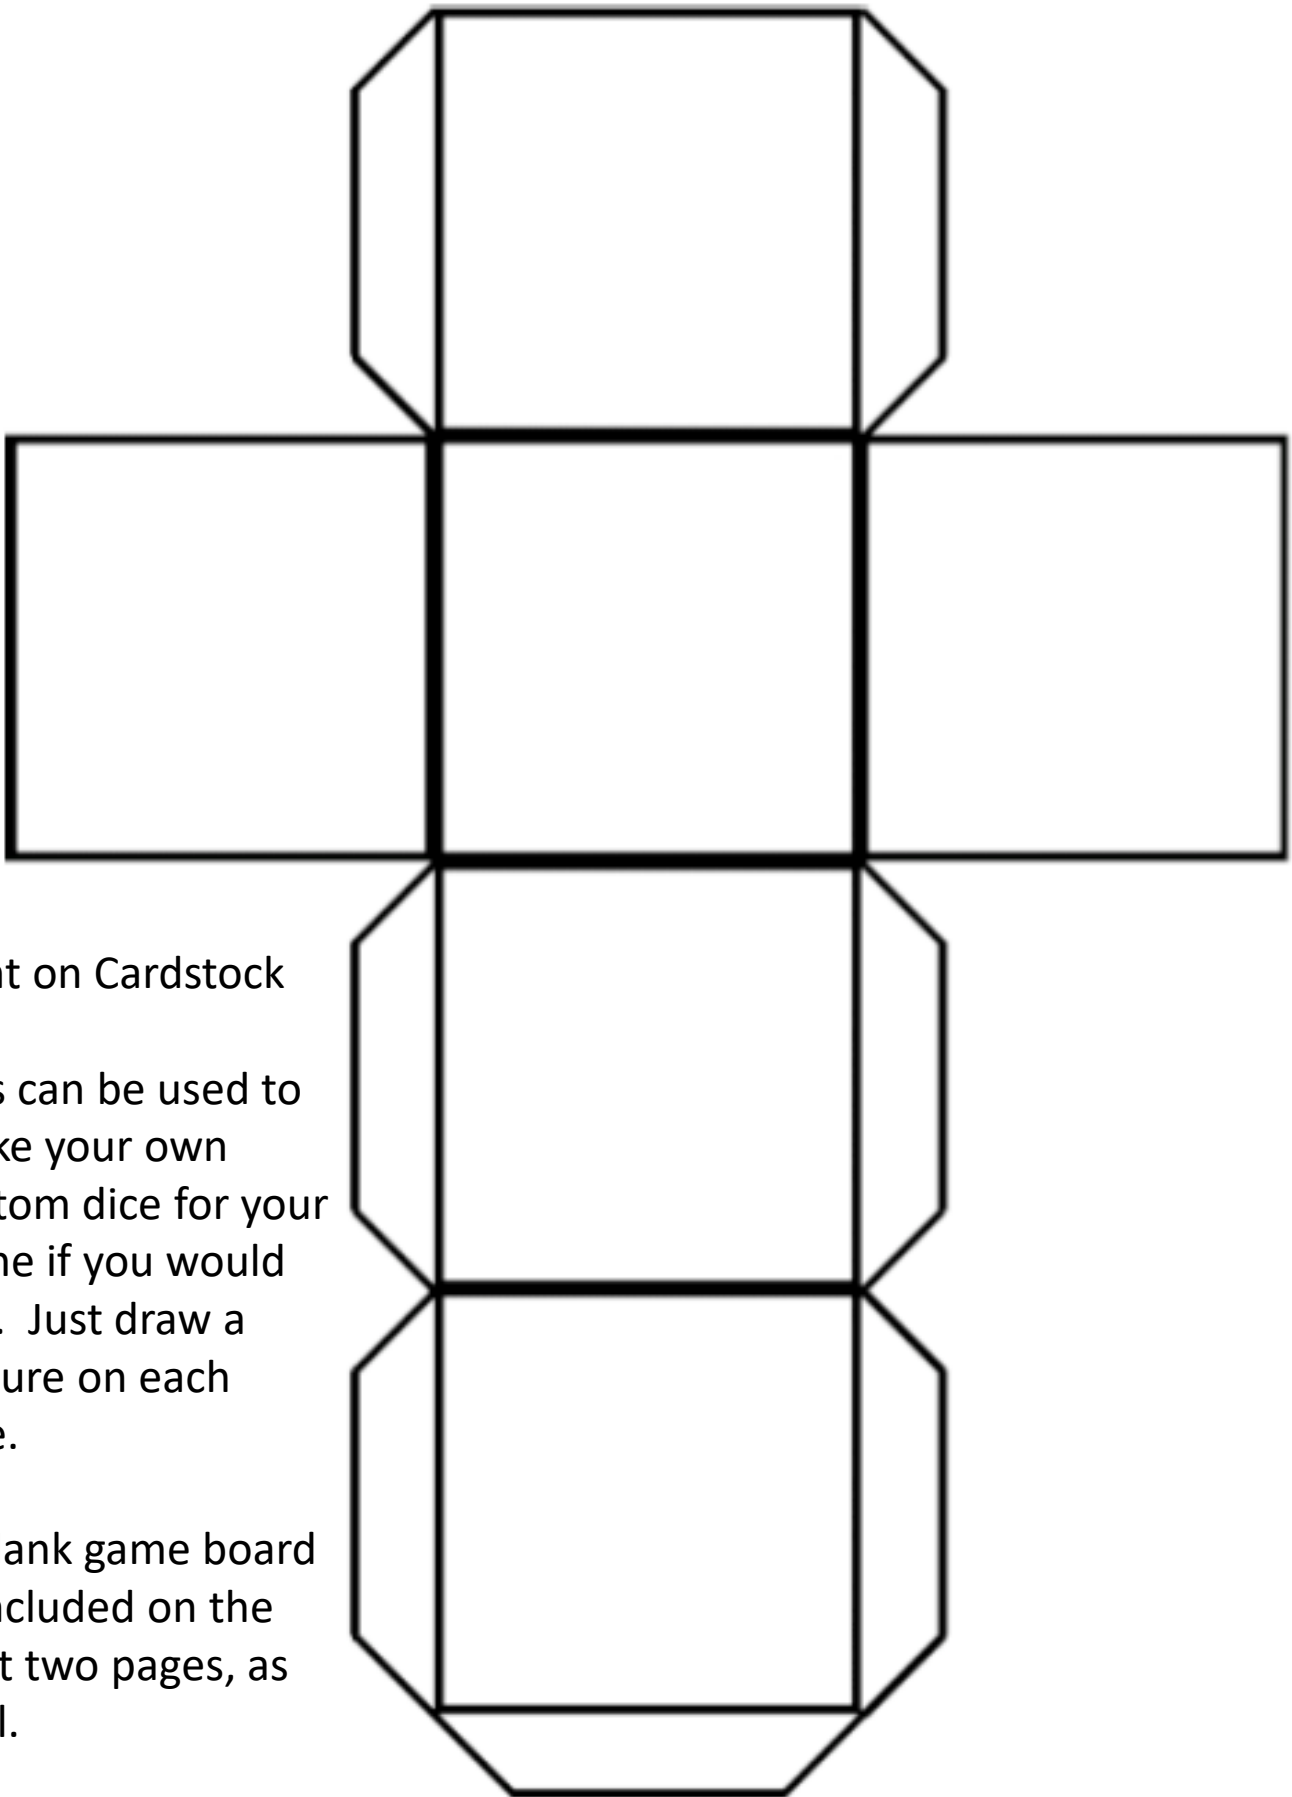 t on Cardstock
s can be used to
ke your own
tom dice for your
ne if you would
. Just draw a
ure on each
e.
ank game board
ncluded on the
t two pages, as
l.